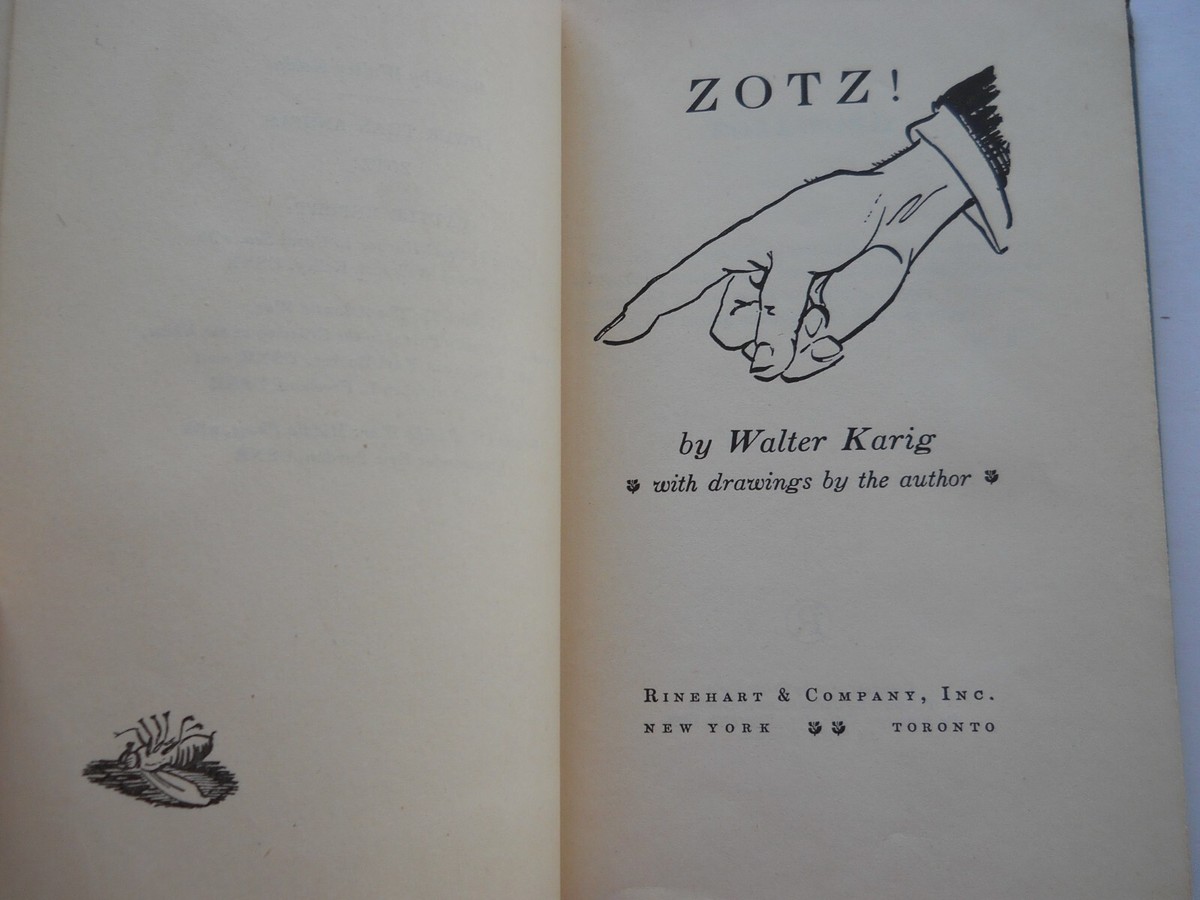 ZOTZ!
by Walter Karig
with drawings by the author
RINEHART & COMPANY, INC.
NEW YORK TORONTO